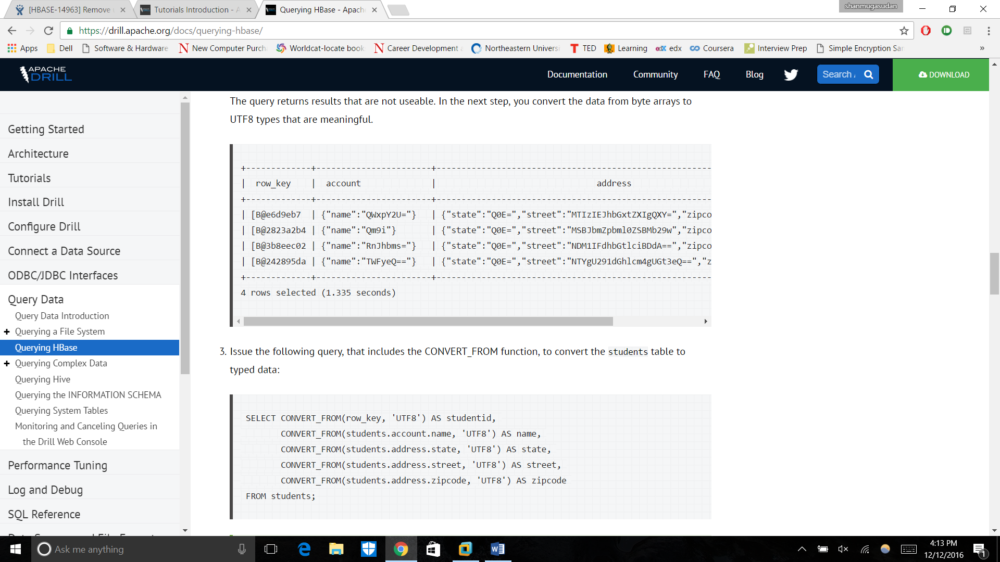 [HBASE-14963] Remove
Tutorials Introduction - A
Querying HBase - Apach
shanmugasudan
https://drill.apache.org/docs/querying-hbase/
Apps
Dell
Software & Hardware
New Computer Purch
Worldcat-locate book
Career Development a
Northeastern Universi
TED
Learning
edx edx
Coursera
Interview Prep
Simple Encryption Sa
»
APACHE
DRILL
Documentation
Community
FAQ
Blog
Search
DOWNLOAD
Getting Started
Architecture
Tutorials
Install Drill
Configure Drill
Connect a Data Source
ODBC/JDBC Interfaces
Query Data
Query Data Introduction
+ Querying a File System
Querying HBase
+ Querying Complex Data
Querying Hive
Querying the INFORMATION SCHEMA
Querying System Tables
Monitoring and Canceling Queries in
the Drill Web Console
Performance Tuning
Log and Debug
SQL Reference
The query returns results that are not useable. In the next step, you convert the data from byte arrays to
UTF8 types that are meaningful.
+-------------+-----------------------+-------------------------------------------------------
| row_key | account | address
+-------------+-----------------------+-------------------------------------------------------
| [B@e6d9eb7 | {"name":"QWxpY2U="} | {"state":"Q0E=","street":"MTIzIEJhbGxtZXIgQXY=","zipco
| [B@2823a2b4 | {"name":"Qm9i"} | {"state":"Q0E=","street":"MSBJbmZpbml0ZSBMb29w","zipco
| [B@3b8eec02 | {"name":"RnJhbms="} | {"state":"Q0E=","street":"NDM1IFdhbGtlciBDdA==","zipco
| [B@242895da | {"name":"TWFyeQ=="} | {"state":"Q0E=","street":"NTYgU291dGhlcm4gUGt3eQ==","z
+-------------+-----------------------+-------------------------------------------------------
4 rows selected (1.335 seconds)
3. Issue the following query, that includes the CONVERT_FROM function, to convert the students table to
typed data:
SELECT CONVERT_FROM(row_key, 'UTF8') AS studentid,
CONVERT_FROM(students.account.name, 'UTF8') AS name,
CONVERT_FROM(students.address.state, 'UTF8') AS state,
CONVERT_FROM(students.address.street, 'UTF8') AS street,
CONVERT_FROM(students.address.zipcode, 'UTF8') AS zipcode
FROM students;
Ask me anything
4:13 PM
12/12/2016
1